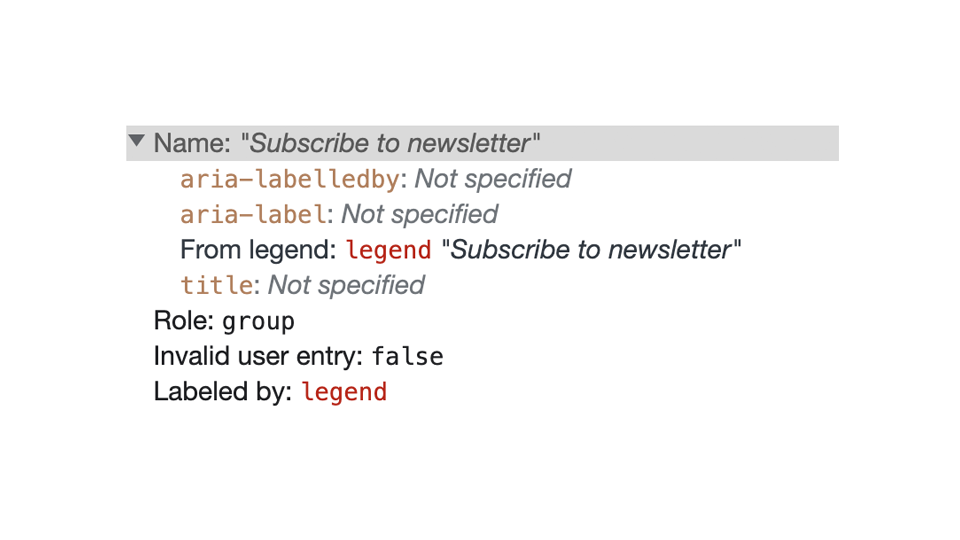 Name: "Subscribe to newsletter"
aria-labelledby: Not specified
aria-label: Not specified
From legend: legend "Subscribe to newsletter"
title: Not specified
Role: group
Invalid user entry: false
Labeled by: legend